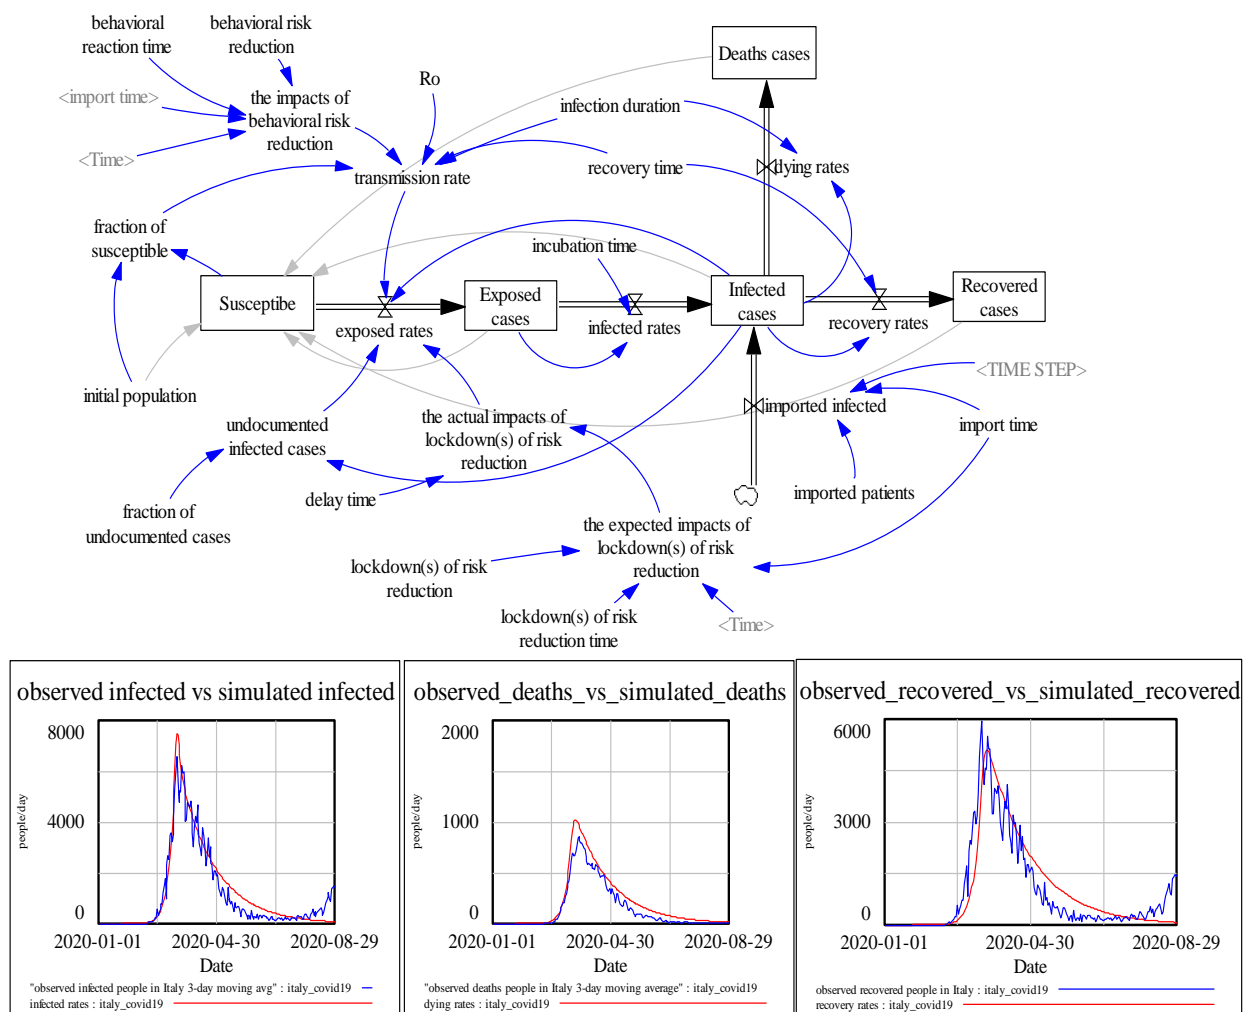 behavioral
reaction time
behavioral risk
reduction
<import time>
the impacts of
behavioral risk
reduction
<Time>
Ro
infection duration
Deaths cases
transmission rate
recovery time
dying rates
fraction of
susceptible
incubation time
Susceptibe
Exposed
cases
Infected
cases
Recovered
cases
exposed rates
infected rates
recovery rates
initial population
<TIME STEP>
imported infected
import time
undocumented
infected cases
the actual impacts of
lockdown(s) of risk
reduction
delay time
imported patients
fraction of
undocumented cases
the expected impacts of
lockdown(s) of risk
reduction
lockdown(s) of risk
reduction
lockdown(s) of risk
reduction time
<Time>
observed infected vs simulated infected
8000
4000
0
people/day
2020-01-01 2020-04-30 2020-08-29
Date
"observed infected people in Italy 3-day moving avg" : italy_covid19
infected rates : italy_covid19
observed_deaths_vs_simulated_deaths
2000
1000
0
people/day
2020-01-01 2020-04-30 2020-08-29
Date
"observed deaths people in Italy 3-day moving average" : italy_covid19
dying rates : italy_covid19
observed_recovered_vs_simulated_recovered
6000
3000
0
people/day
2020-01-01 2020-04-30 2020-08-29
Date
observed recovered people in Italy : italy_covid19
recovery rates : italy_covid19